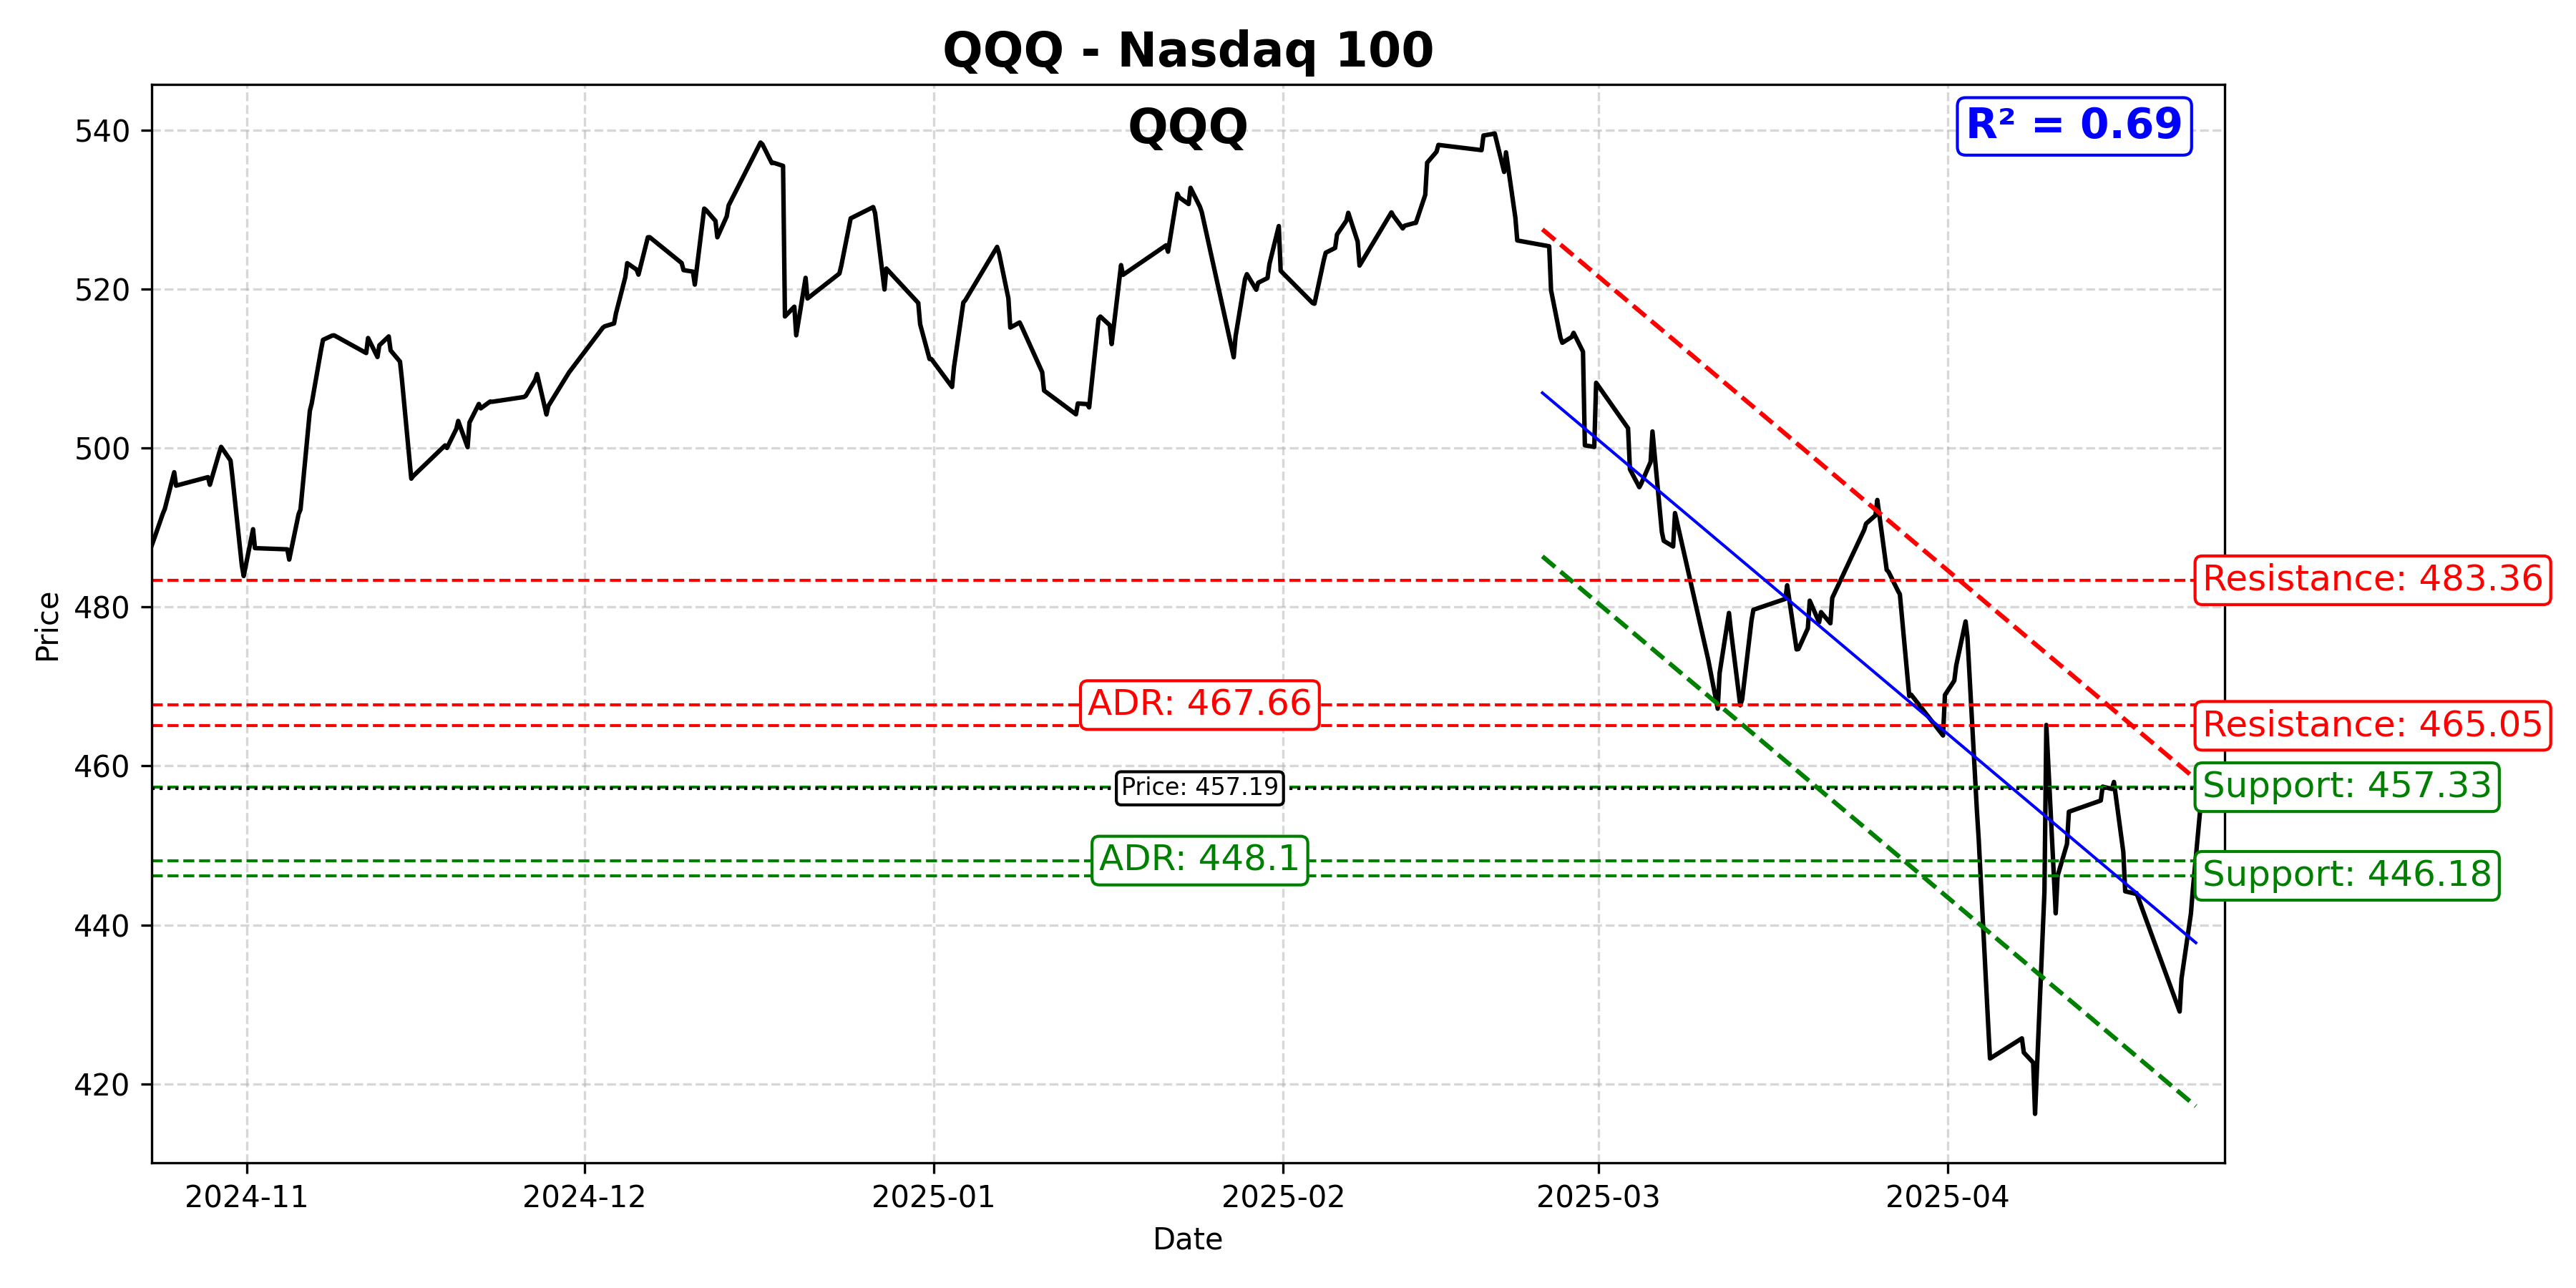 QQQ - Nasdaq 100
QQQ
R² = 0.69
540
520
500
480
460
440
420
Price
Resistance: 483.36
ADR: 467.66
Resistance: 465.05
Price: 457.19
Support: 457.33
ADR: 448.1
Support: 446.18
2024-11
2024-12
2025-01
2025-02
2025-03
2025-04
Date